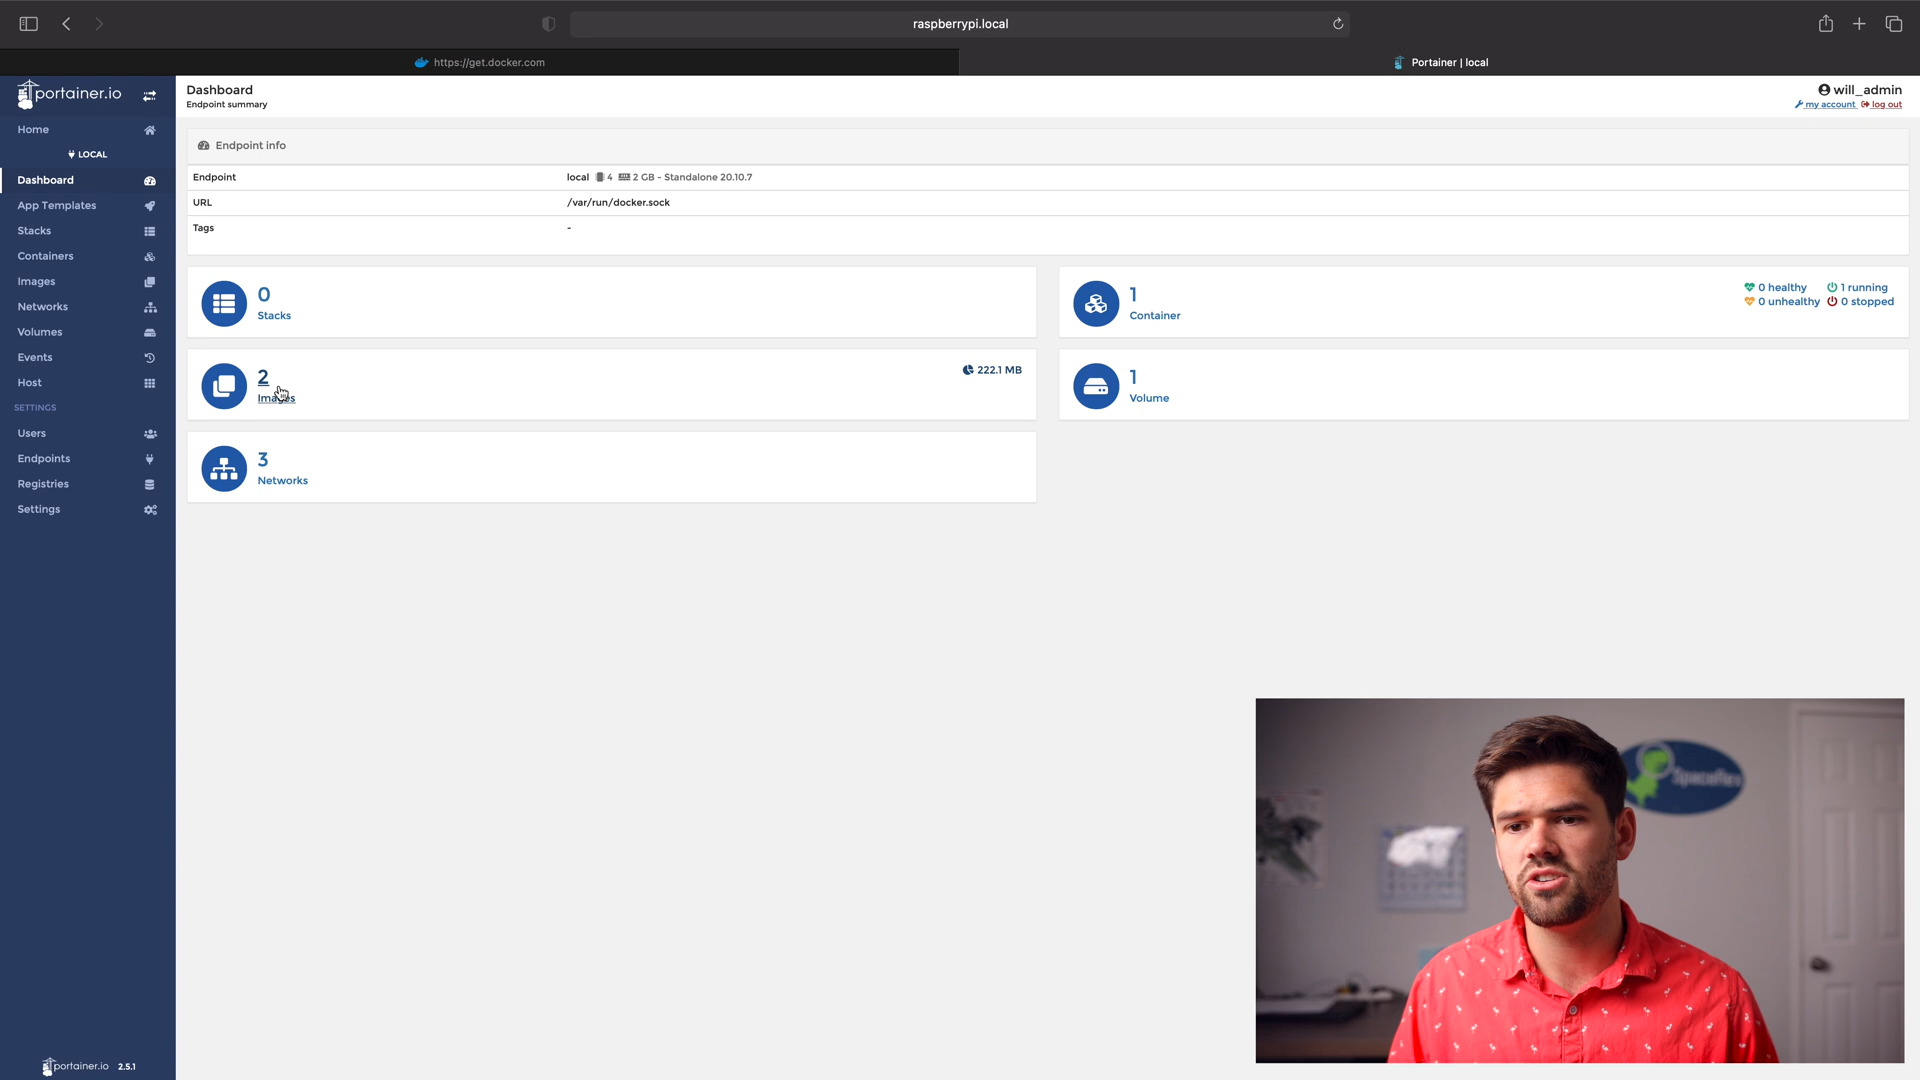 raspberrypi.local
https://get.docker.com
Portainer | local
portainer.io
Home
LOCAL
Dashboard
App Templates
Stacks
Containers
Images
Networks
Volumes
Events
Host
SETTINGS
Users
Endpoints
Registries
Settings
portainer.io 2.5.1
Dashboard
Endpoint summary
will_admin
my account log out
Endpoint info
Endpoint local 4 2 GB - Standalone 20.10.7
URL /var/run/docker.sock
Tags -
0
Stacks
1
Container
0 healthy 1 running
0 unhealthy 0 stopped
2
Images
222.1 MB
1
Volume
3
Networks
SpaceRex